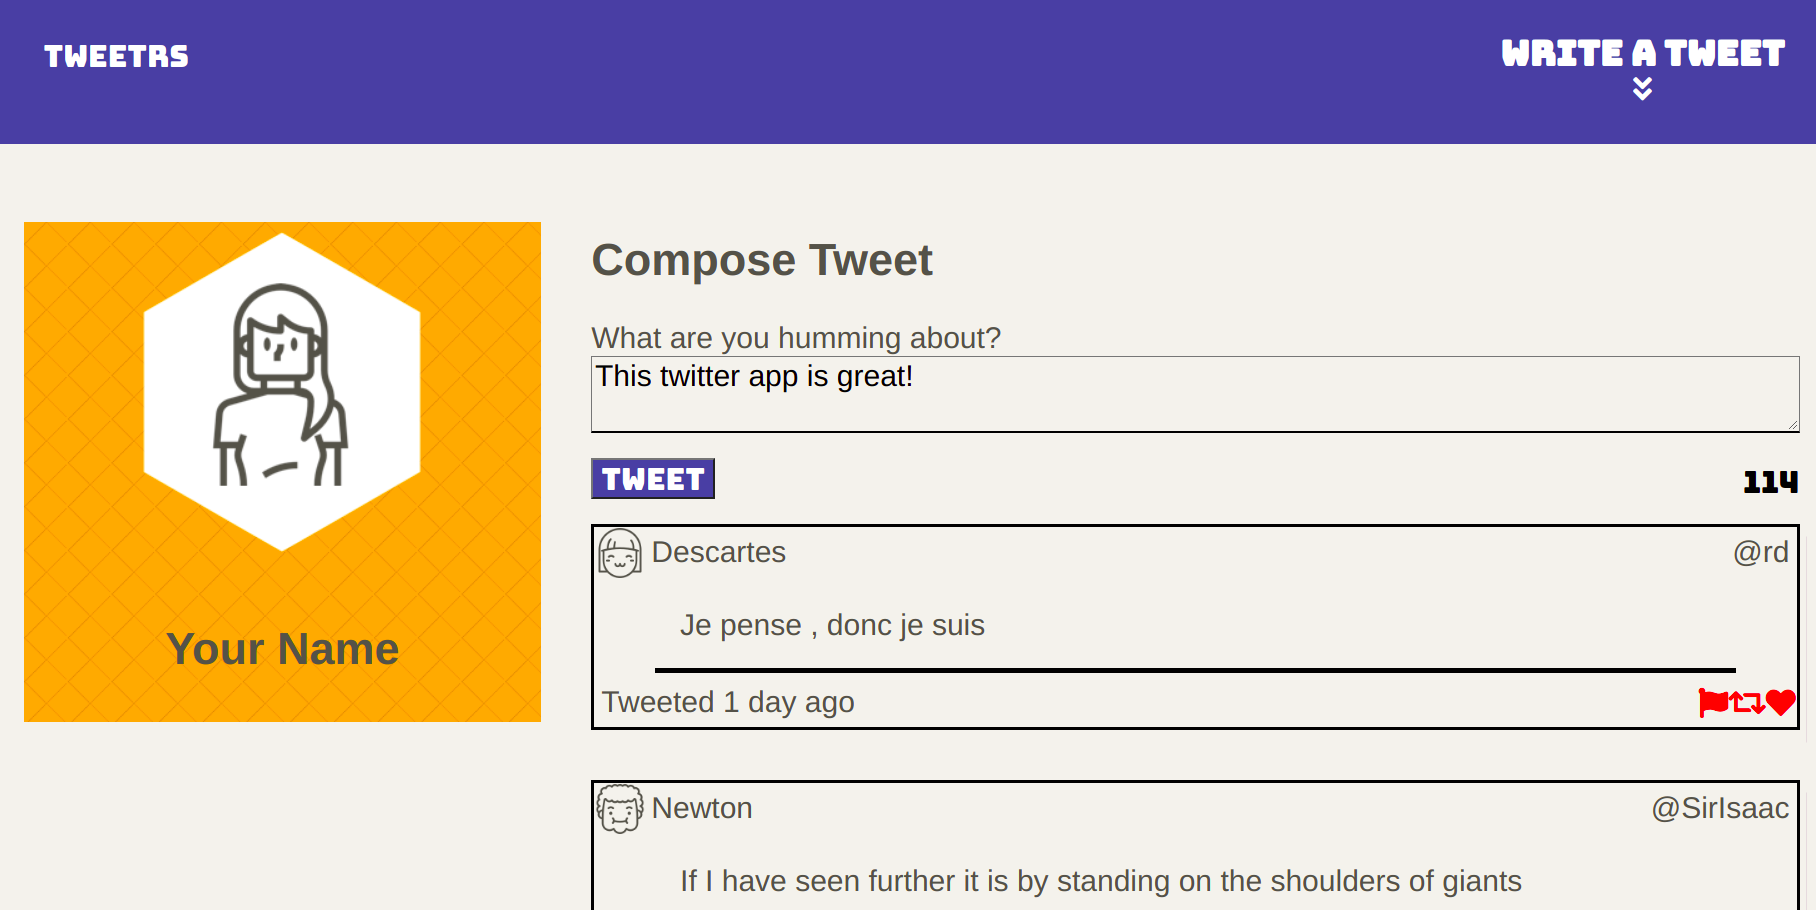 TWEETRS
WRITE A TWEET
Your Name
Compose Tweet
What are you humming about?
This twitter app is great!
TWEET
114
Descartes
@rd
Je pense , donc je suis
Tweeted 1 day ago
Newton
@SirIsaac
If I have seen further it is by standing on the shoulders of giants